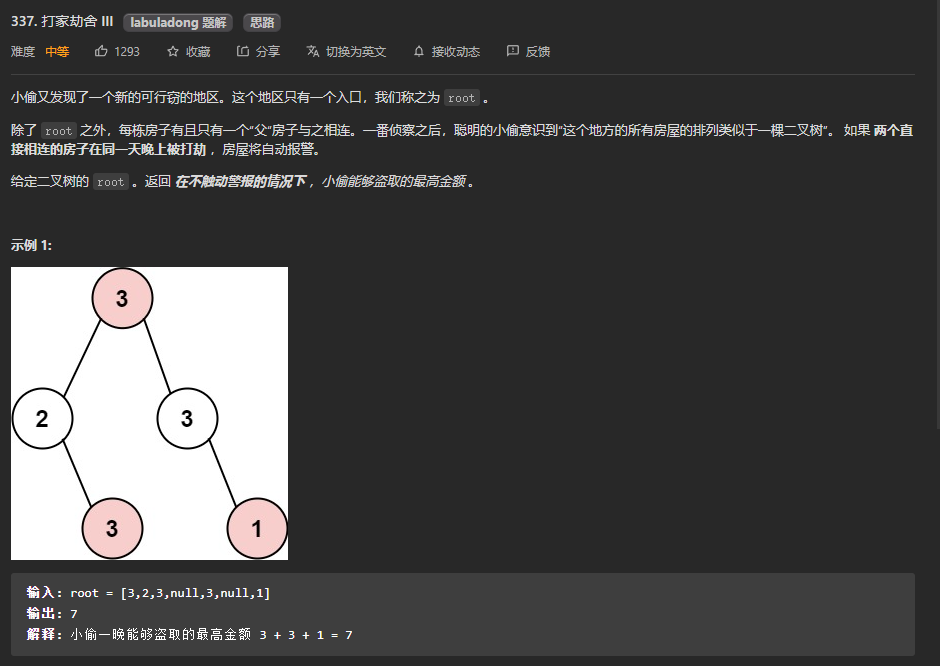 337. 打家劫舍 III labuladong 题解 思路
难度 中等 1293 收藏 分享 切换为英文 接收动态 反馈
小偷又发现了一个新的可行窃的地区。这个地区只有一个入口，我们称之为 root 。
除了 root 之外，每栋房子有且只有一个“父“房子与之相连。一番侦察之后，聪明的小偷意识到“这个地方的所有房屋的排列类似于一棵二叉树”。 如果 两个直
接相连的房子在同一天晚上被打劫 ，房屋将自动报警。
给定二叉树的 root 。返回 在不触动警报的情况下 ，小偷能够盗取的最高金额 。
示例 1:
3
2 3
3 1
输入: root = [3,2,3,null,3,null,1]
输出: 7
解释: 小偷一晚能够盗取的最高金额 3 + 3 + 1 = 7